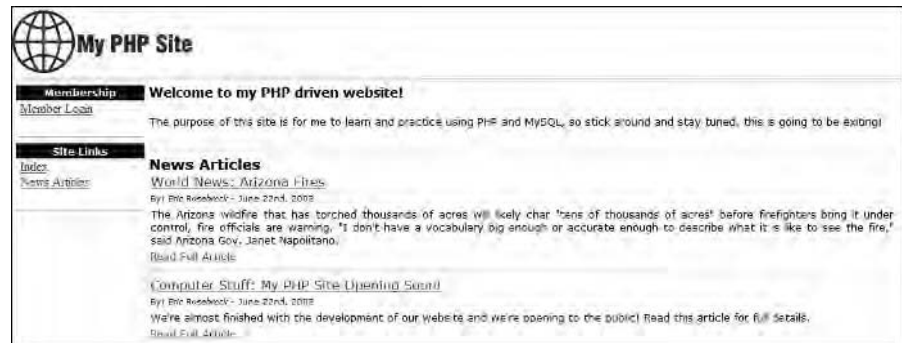 My PHP Site
Membership
Member Login
Site Links
Index
News Articles
Welcome to my PHP driven website!
The purpose of this site is for me to learn and practice using PHP and MySQL, so stick around and stay tuned, this is going to be exiting!
News Articles
World News: Arizona Fires
By: Eric Rosebrock - June 22nd, 2003
The Arizona wildfire that has torched thousands of acres will likely char "tens of thousands of acres" before firefighters bring it under
control, fire officials are warning. "I don't have a vocabulary big enough or accurate enough to describe what it is like to see the fire,"
said Arizona Gov. Janet Napolitano.
Read Full Article
Computer Stuff: My PHP Site Opening Soon!
By: Eric Rosebrock - June 22nd, 2003
We're almost finished with the development of our website and we're opening to the public! Read this article for full details.
Read Full Article